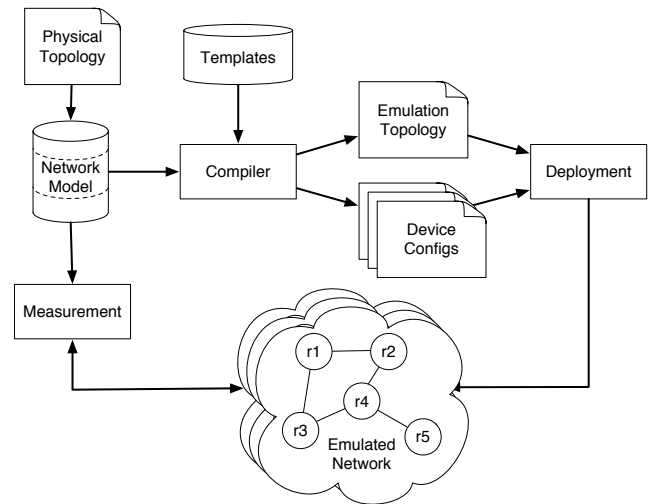 Physical
Topology
Templates
Emulation
Topology
Network
Model
Compiler
Deployment
Device
Configs
Measurement
r1
r2
r4
r3
r5
Emulated
Network